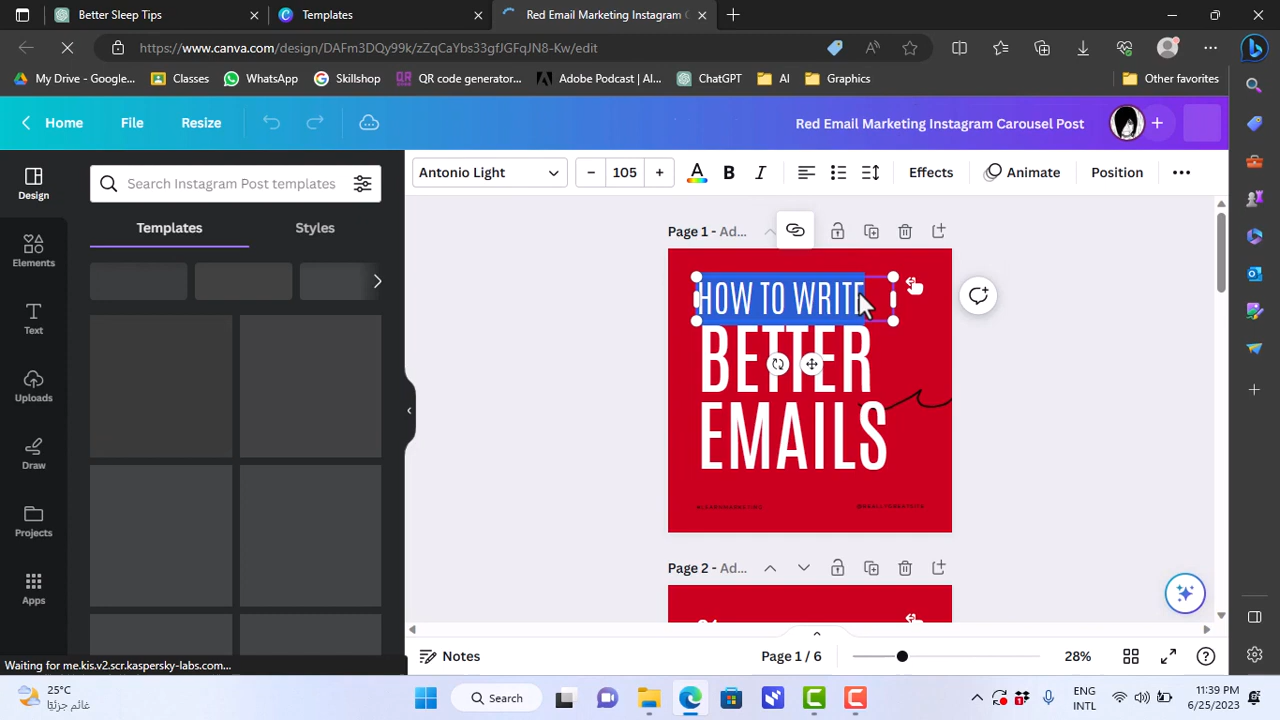 Better Sleep Tips
Templates
Red Email Marketing Instagram C
https://www.canva.com/design/DAFm3DQy99k/zZqCaYbs33gfJGFqJN8-Kw/edit
My Drive - Google...
Classes
WhatsApp
Skillshop
QR code generator...
Adobe Podcast | AI...
ChatGPT
AI
Graphics
Other favorites
Home
File
Resize
Red Email Marketing Instagram Carousel Post
Design
Elements
Text
Uploads
Draw
Projects
Apps
Search Instagram Post templates
Templates
Styles
Antonio Light
105
B
I
Effects
Animate
Position
Page 1 - Ad...
HOW TO WRITE
BETTER
EMAILS
Page 2 - Ad...
Waiting for me.kis.v2.scr.kaspersky-labs.com...
Notes
Page 1 / 6
28%
25°C
غائم جزئيًا
Search
ENG
INTL
11:39 PM
6/25/2023